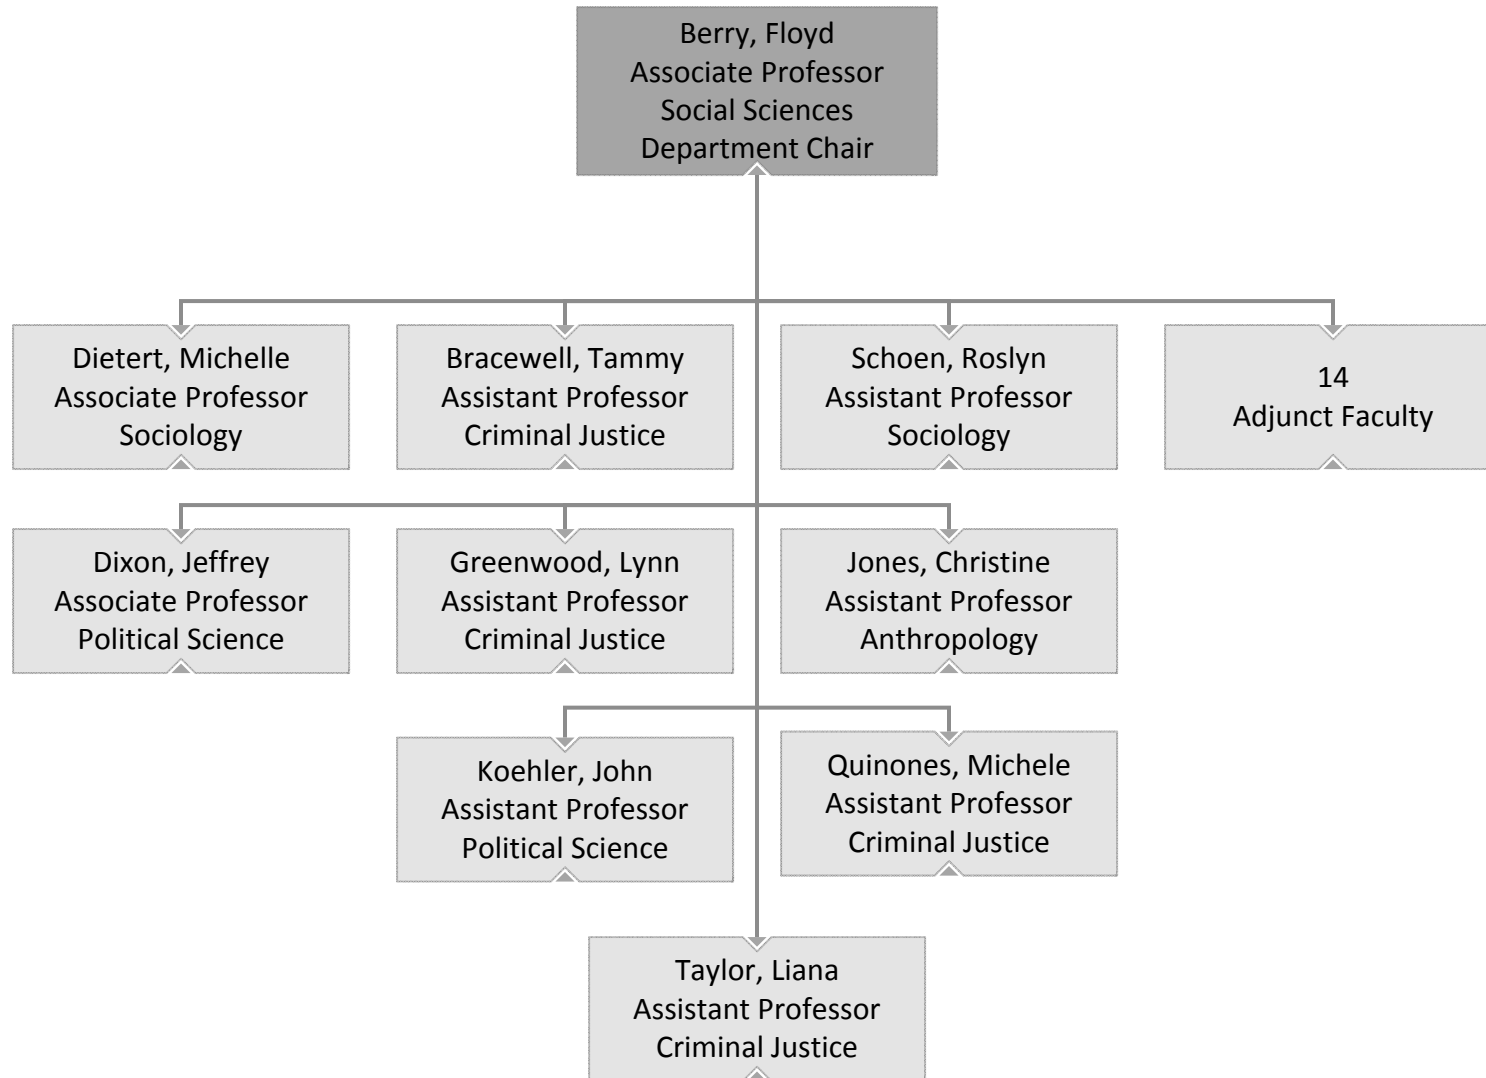 Berry, Floyd
Associate Professor
Social Sciences
Department Chair
Dietert, Michelle
Associate Professor
Sociology
Bracewell, Tammy
Assistant Professor
Criminal Justice
Schoen, Roslyn
Assistant Professor
Sociology
14
Adjunct Faculty
Dixon, Jeffrey
Associate Professor
Political Science
Greenwood, Lynn
Assistant Professor
Criminal Justice
Jones, Christine
Assistant Professor
Anthropology
Koehler, John
Assistant Professor
Political Science
Quinones, Michele
Assistant Professor
Criminal Justice
Taylor, Liana
Assistant Professor
Criminal Justice